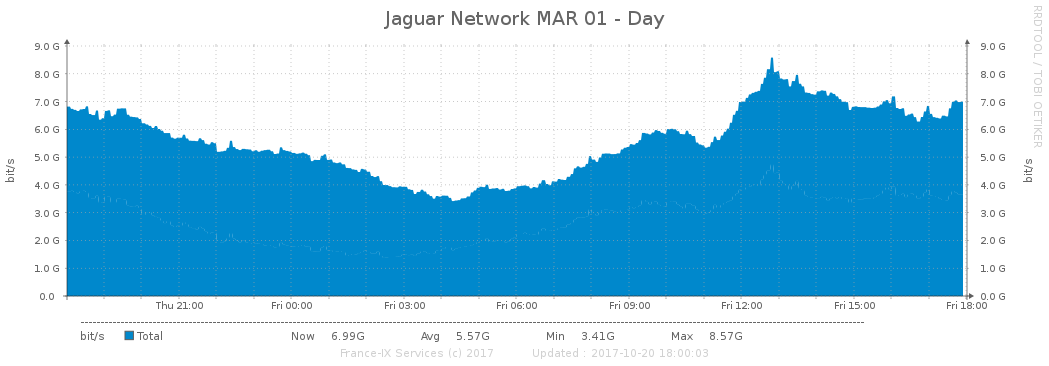 Jaguar Network MAR 01 - Day
RRDTOOL / TOBI OETIKER
9.0 G 9.0 G
8.0 G 8.0 G
7.0 G 7.0 G
6.0 G 6.0 G
5.0 G 5.0 G
4.0 G 4.0 G
3.0 G 3.0 G
2.0 G 2.0 G
1.0 G 1.0 G
0.0 0.0 G
bit/s bit/s
Thu 21:00 Fri 00:00 Fri 03:00 Fri 06:00 Fri 09:00 Fri 12:00 Fri 15:00 Fri 18:00
bit/s Total Now 6.99G Avg 5.57G Min 3.41G Max 8.57G
France-IX Services (c) 2017 Updated : 2017-10-20 18:00:03